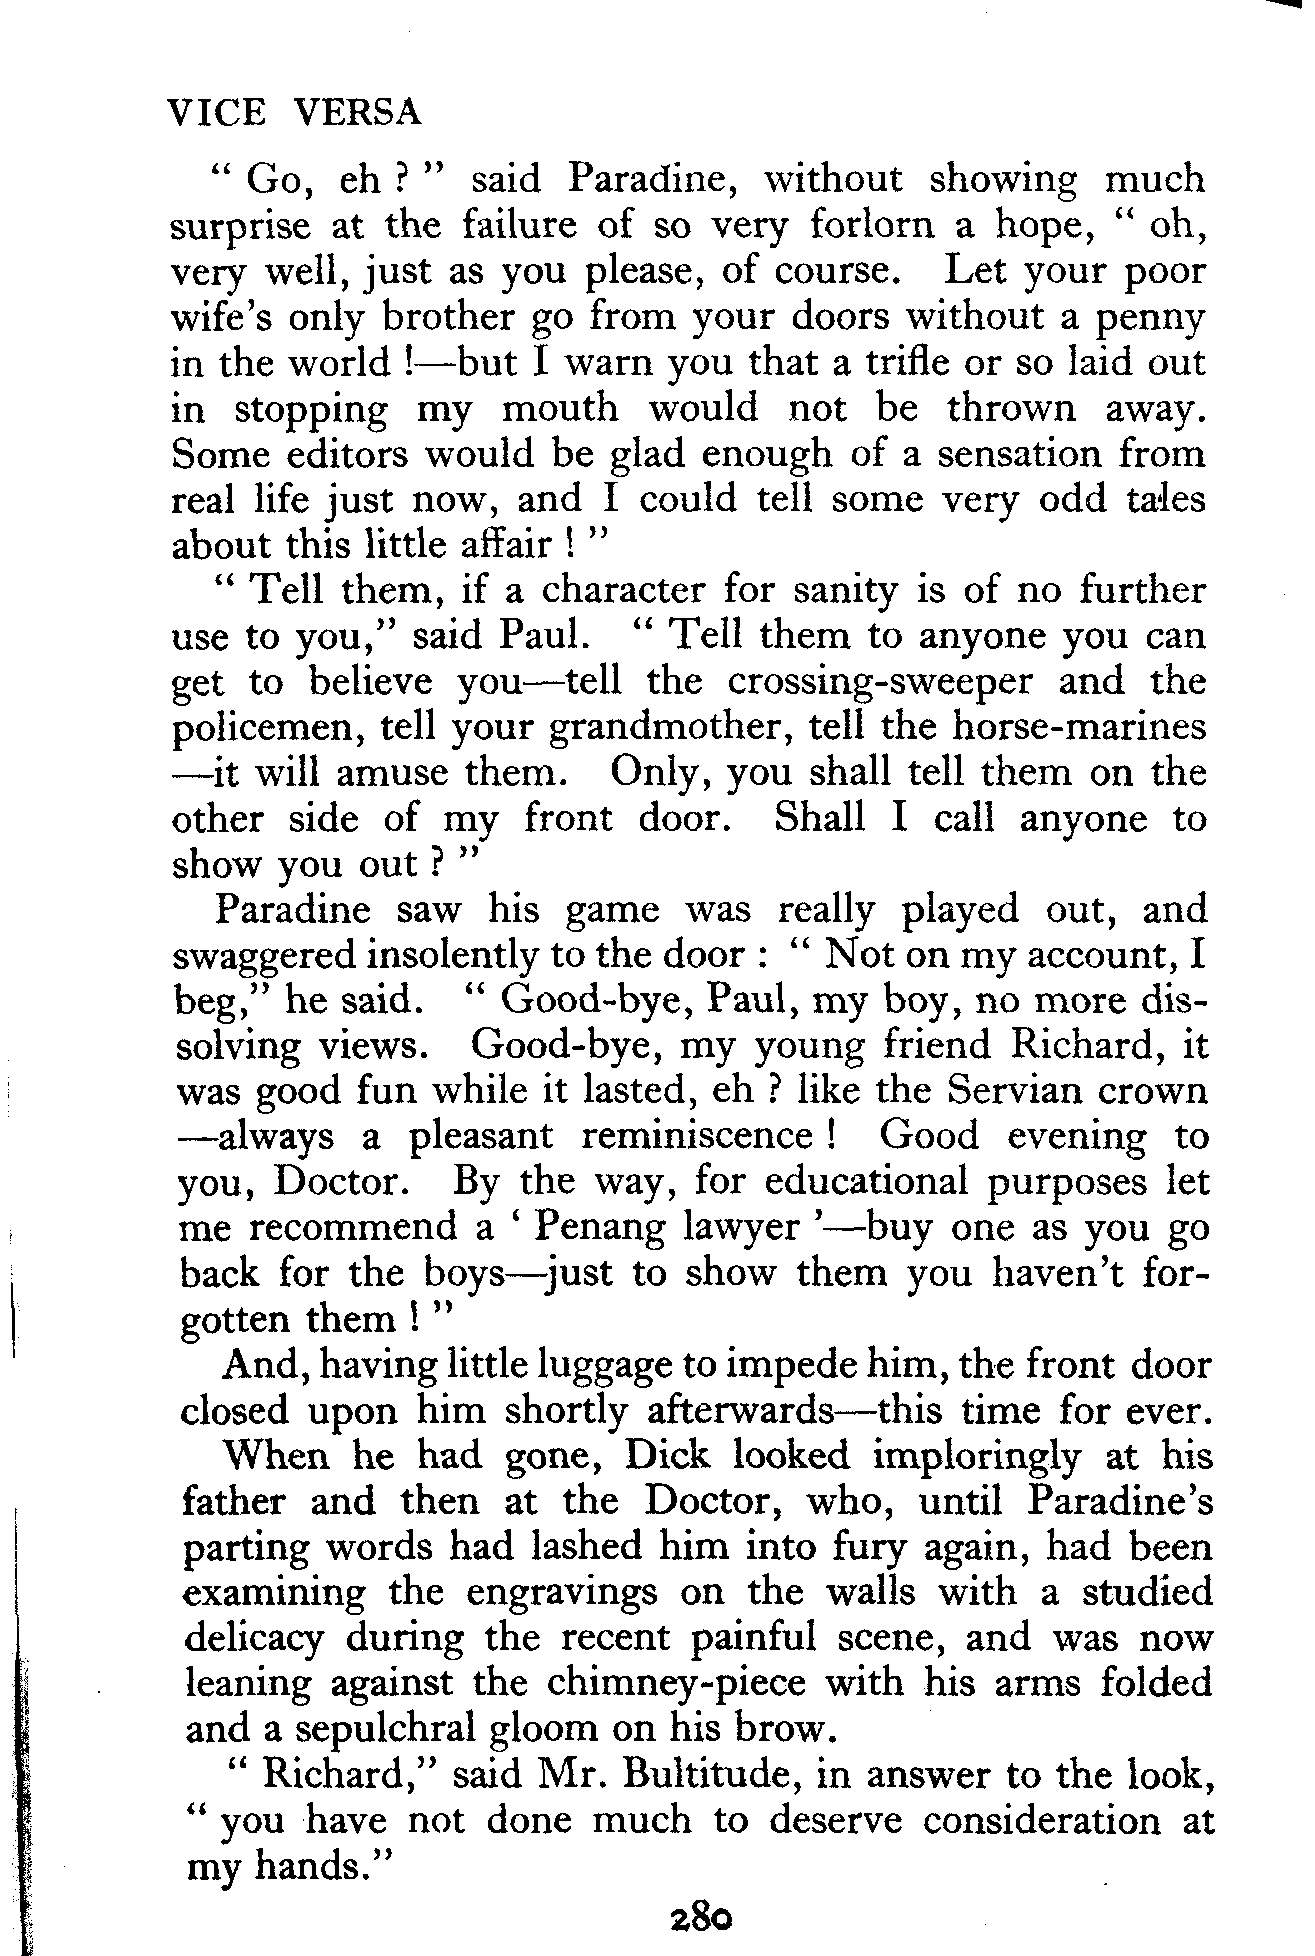 VICE VERSA
“ Go, eh ? ” said Paradine, without showing much
surprise at the failure of so very forlorn a hope, “ oh,
very well, just as you please, of course. Let your poor
wife’s only brother go from your doors without a penny
in the world !—but I warn you that a trifle or so laid out
in stopping my mouth would not be thrown away.
Some editors would be glad enough of a sensation from
real life just now, and I could tell some very odd tales
about this little affair ! ”
“ Tell them, if a character for sanity is of no further
use to you,” said Paul. “ Tell them to anyone you can
get to believe you—tell the crossing-sweeper and the
policemen, tell your grandmother, tell the horse-marines
—it will amuse them. Only, you shall tell them on the
other side of my front door. Shall I call anyone to
show you out ? ”
Paradine saw his game was really played out, and
swaggered insolently to the door : “ Not on my account, I
beg,” he said. “ Good-bye, Paul, my boy, no more dis-
solving views. Good-bye, my young friend Richard, it
was good fun while it lasted, eh ? like the Servian crown
—always a pleasant reminiscence ! Good evening to
you, Doctor. By the way, for educational purposes let
me recommend a ‘ Penang lawyer ’—buy one as you go
back for the boys—just to show them you haven’t for-
gotten them ! ”
And, having little luggage to impede him, the front door
closed upon him shortly afterwards—this time for ever.
When he had gone, Dick looked imploringly at his
father and then at the Doctor, who, until Paradine’s
parting words had lashed him into fury again, had been
examining the engravings on the walls with a studied
delicacy during the recent painful scene, and was now
leaning against the chimney-piece with his arms folded
and a sepulchral gloom on his brow.
“ Richard,” said Mr. Bultitude, in answer to the look,
“ you have not done much to deserve consideration at
my hands.”
280